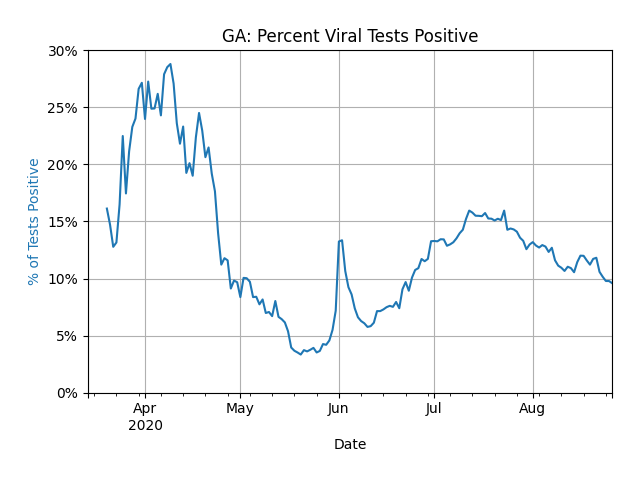 GA: Percent Viral Tests Positive
30%
25%
20%
15%
10%
5%
0%
% of Tests Positive
Apr
2020
May
Jun
Jul
Aug
Date